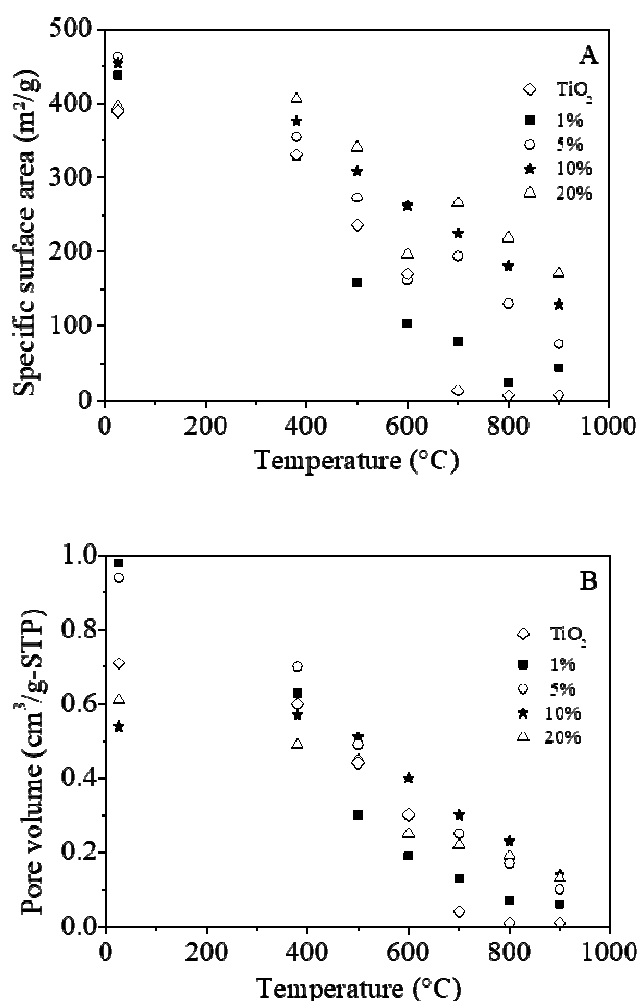 A
500
400
300
200
100
0
Specific surface area (m²/g)
TiO₂
1%
5%
10%
20%
0 200 400 600 800 1000
Temperature (°C)
B
1.0
0.8
0.6
0.4
0.2
0.0
Pore volume (cm³/g-STP)
TiO₂
1%
5%
10%
20%
0 200 400 600 800 1000
Temperature (°C)